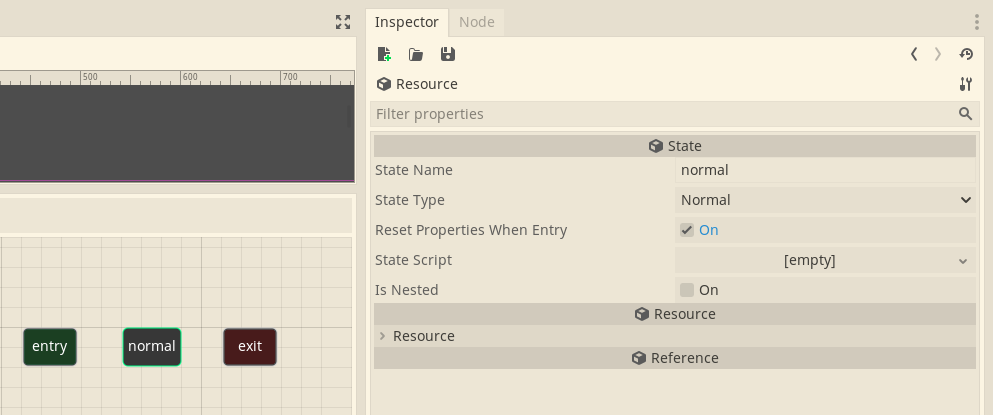 Inspector Node
500 600 700
Resource
Filter properties
State
State Name normal
State Type Normal
Reset Properties When Entry On
State Script [empty]
Is Nested On
Resource
Resource
Reference
entry normal exit